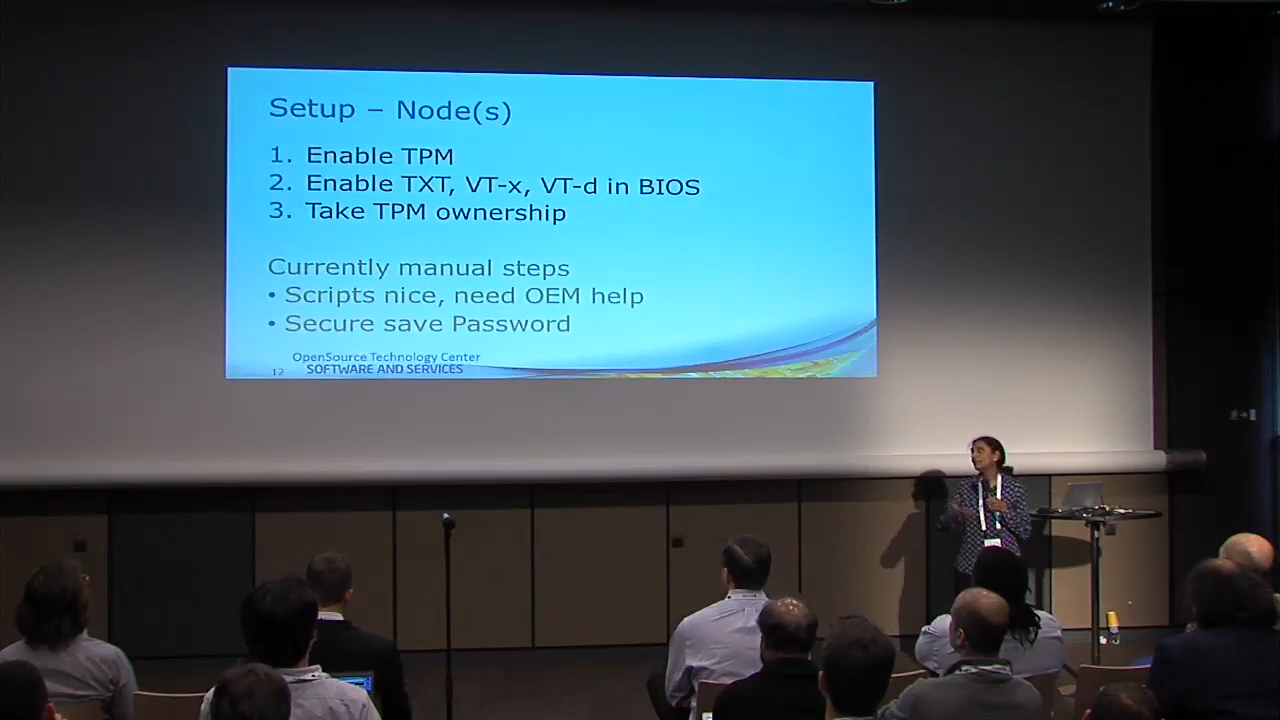 Setup – Node(s)
1. Enable TPM
2. Enable TXT, VT-x, VT-d in BIOS
3. Take TPM ownership
Currently manual steps
• Scripts nice, need OEM help
• Secure save Password
OpenSource Technology Center
12 SOFTWARE AND SERVICES